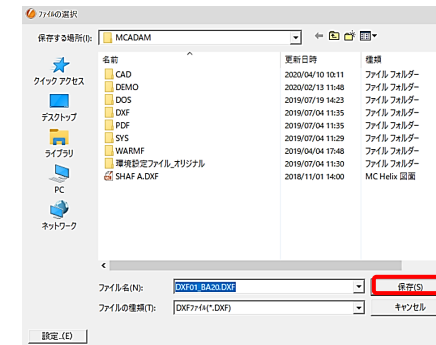 ファイルの選択
保存する場所(I): MCADAM
名前 更新日時 種類
CAD 2020/04/10 10:11 ファイル フォルダー
DEMO 2020/02/13 11:48 ファイル フォルダー
DOS 2019/07/19 14:23 ファイル フォルダー
DXF 2019/07/04 11:35 ファイル フォルダー
PDF 2019/07/04 11:35 ファイル フォルダー
SYS 2019/07/04 11:29 ファイル フォルダー
WARMF 2019/04/04 17:48 ファイル フォルダー
環境設定ファイル_オリジナル 2019/07/04 11:30 ファイル フォルダー
SHAF A.DXF 2018/11/01 14:00 MC Helix 図面
クイック アクセス
デスクトップ
ライブラリ
PC
ネットワーク
ファイル名(N): DXF01_BA20.DXF 保存(S)
ファイルの種類(T): DXFファイル(*.DXF) キャンセル
設定..(E)